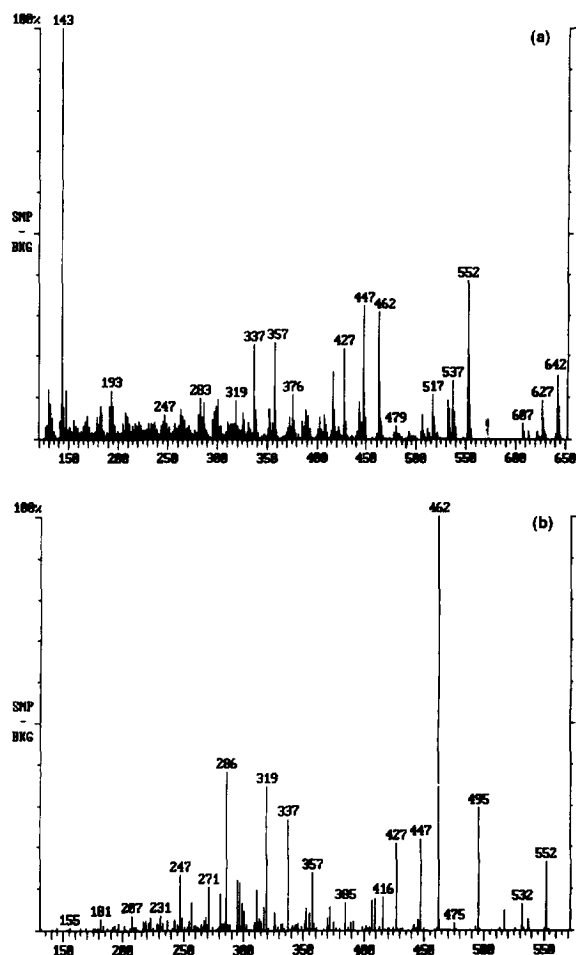 100% 143 (a)
SMP
-
BKG
552
447 462
337 357 427 642
537
193 283 319 376 517 627
247 479 607
150 200 250 300 350 400 450 500 550 600 650
100% 462 (b)
SMP
-
BKG
286 319
337 495
427 447
247 357 552
271
155 181 207 231 385 416 475 532
150 200 250 300 350 400 450 500 550